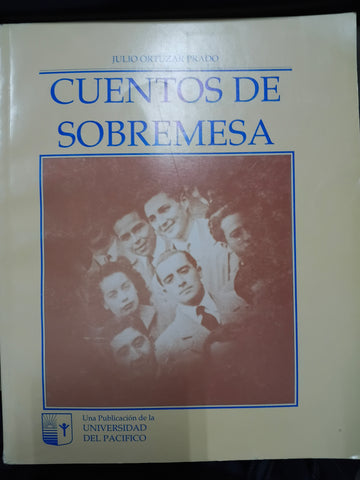 JULIO ORTUZAR PRADO
CUENTOS DE
SOBREMESA
Una Publicación de la
UNIVERSIDAD
DEL PACIFICO